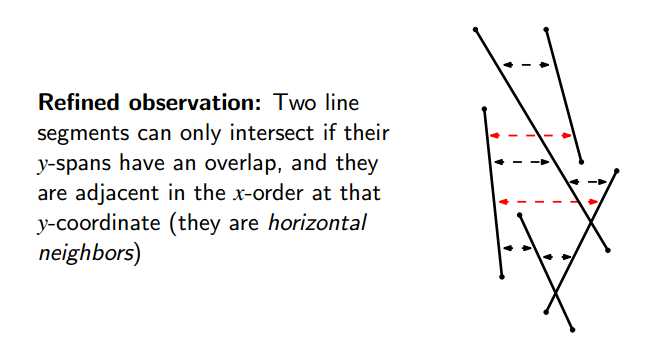 Refined observation: Two line
segments can only intersect if their
y-spans have an overlap, and they
are adjacent in the x-order at that
y-coordinate (they are horizontal
neighbors)